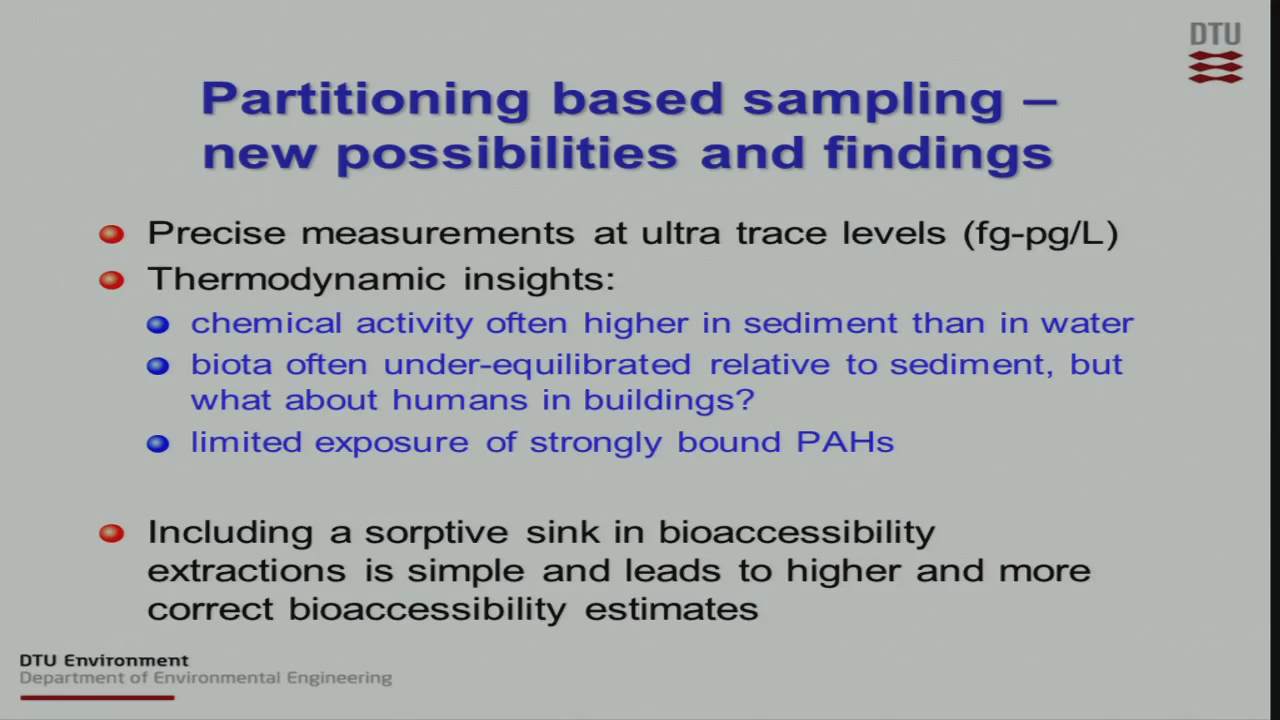 DTU
Partitioning based sampling –
new possibilities and findings
Precise measurements at ultra trace levels (fg-pg/L)
Thermodynamic insights:
chemical activity often higher in sediment than in water
biota often under-equilibrated relative to sediment, but
what about humans in buildings?
limited exposure of strongly bound PAHs
Including a sorptive sink in bioaccessibility
extractions is simple and leads to higher and more
correct bioaccessibility estimates
DTU Environment
Department of Environmental Engineering